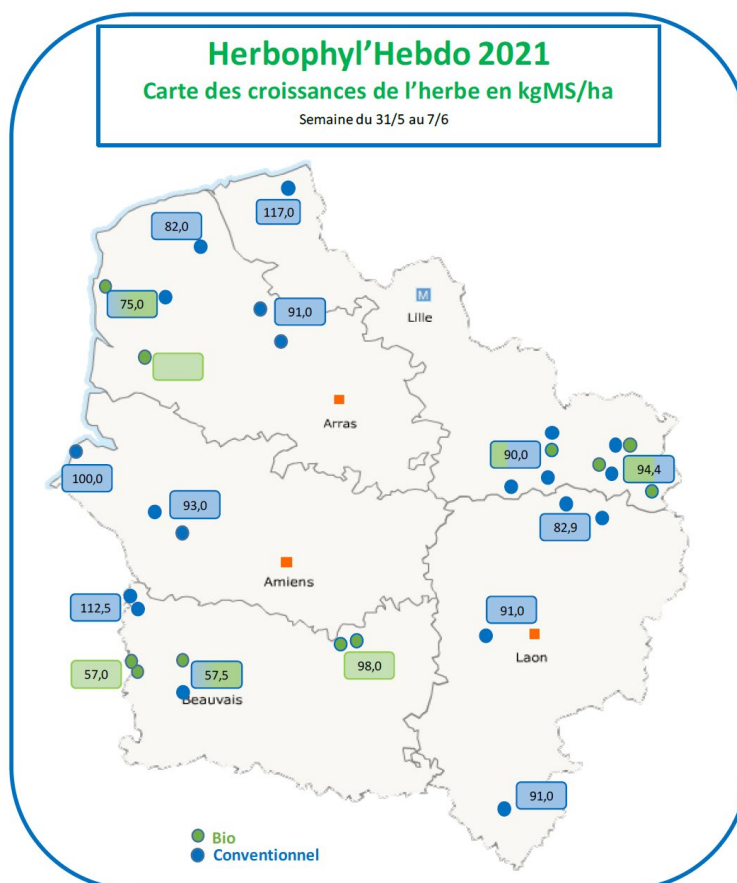 Herbophyl’Hebdo 2021
Carte des croissances de l’herbe en kgMS/ha
Semaine du 31/5 au 7/6
117,0
82,0
M
75,0
91,0
Lille
Arras
90,0
94,4
100,0
93,0
82,9
Amiens
112,5
91,0
Laon
57,0
57,5
98,0
Beauvais
91,0
Bio
Conventionnel